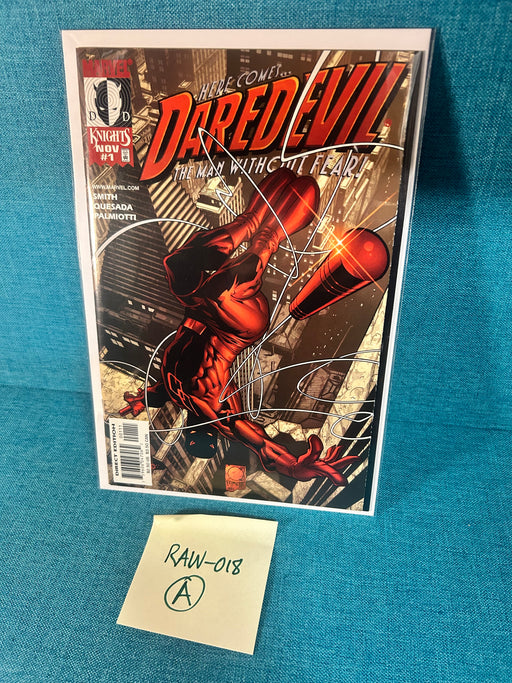 MARVEL
D D
KNIGHTS
NOV
#1
HERE COMES...
DAREDEVIL
THE MAN WITHOUT FEAR!
WWW.MARVEL.COM
SMITH
QUESADA
PALMIOTTI
DIRECT EDITION
RAW-018
A